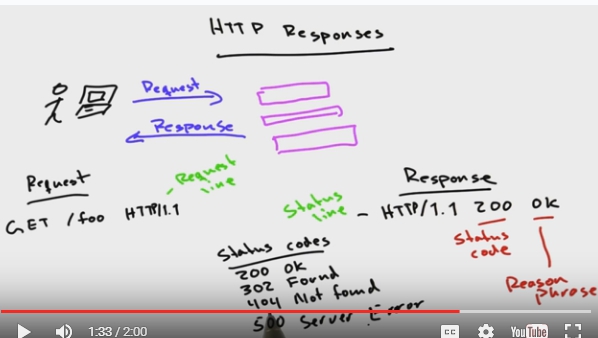 HTTP Responses
Request
Response
Request
Request
line
GET /foo HTTP/1.1
Response
Status
line
- HTTP/1.1 200 OK
Status
code
Reason
Phrase
Status codes
200 OK
302 Found
404 Not found
500 Server Error
1:33 / 2:00
CC
YouTube